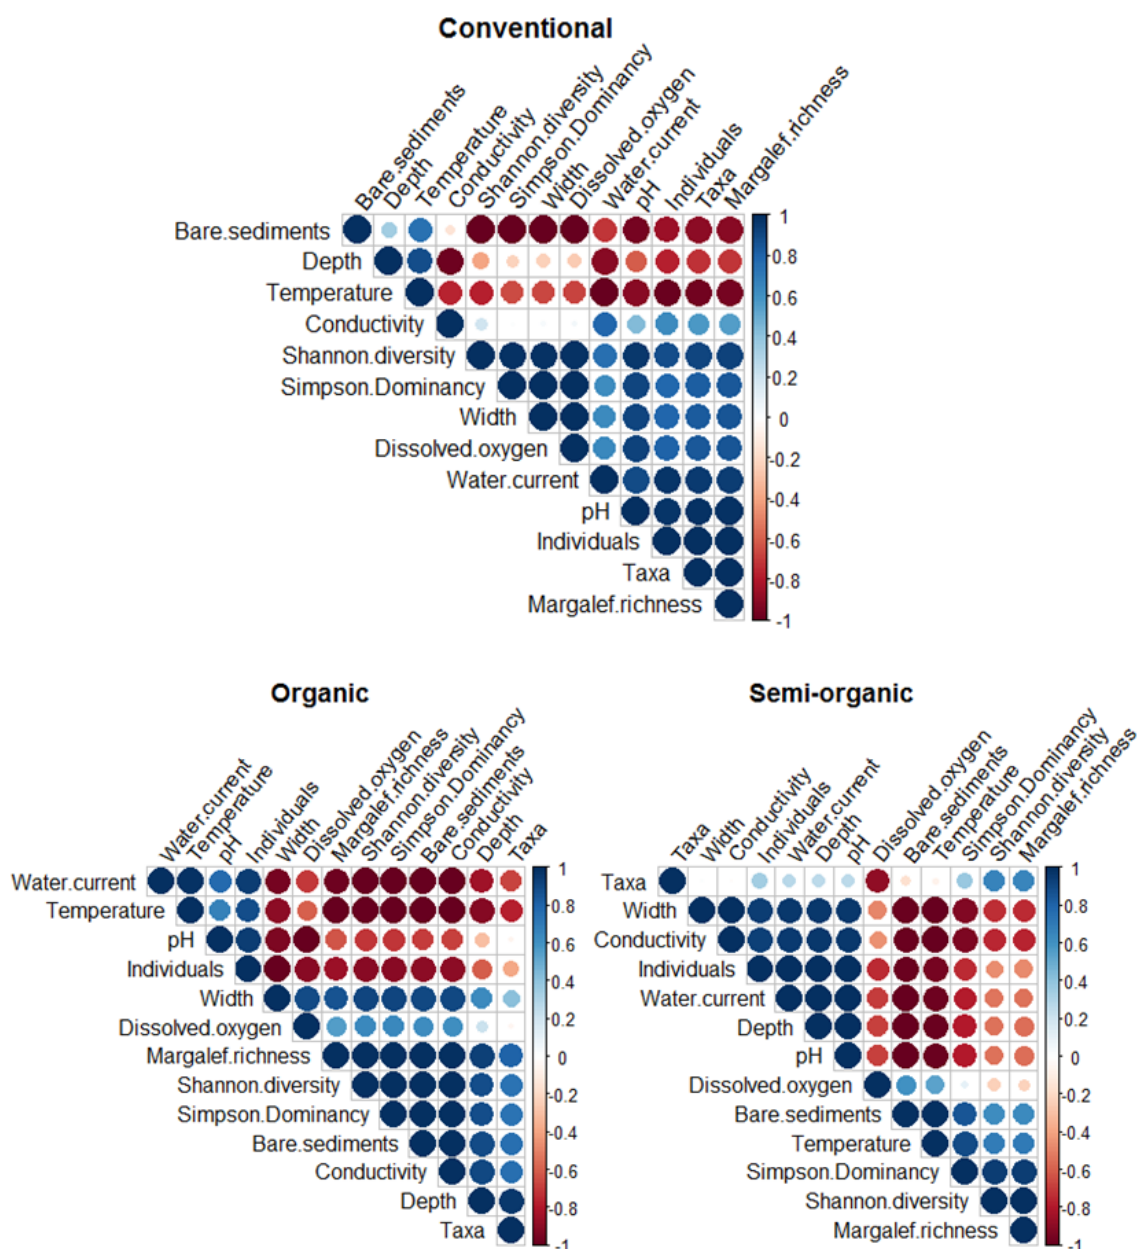 Conventional
Bare.sediments
Depth
Temperature
Conductivity
Shannon.diversity
Simpson.Dominancy
Width
Dissolved.oxygen
Water.current
pH
Individuals
Taxa
Margalef.richness
Bare.sediments
Depth
Temperature
Conductivity
Shannon.diversity
Simpson.Dominancy
Width
Dissolved.oxygen
Water.current
pH
Individuals
Taxa
Margalef.richness
1
0.8
0.6
0.4
0.2
0
-0.2
-0.4
-0.6
-0.8
-1
Organic
Water.current
Temperature
pH
Individuals
Width
Dissolved.oxygen
Margalef.richness
Shannon.diversity
Simpson.Dominancy
Bare.sediments
Conductivity
Depth
Taxa
Water.current
Temperature
pH
Individuals
Width
Dissolved.oxygen
Margalef.richness
Shannon.diversity
Simpson.Dominancy
Bare.sediments
Conductivity
Depth
Taxa
1
0.8
0.6
0.4
0.2
0
-0.2
-0.4
-0.6
-0.8
-1
Semi-organic
Taxa
Width
Conductivity
Individuals
Water.current
Depth
pH
Dissolved.oxygen
Bare.sediments
Temperature
Simpson.Dominancy
Shannon.diversity
Margalef.richness
Taxa
Width
Conductivity
Individuals
Water.current
Depth
pH
Dissolved.oxygen
Bare.sediments
Temperature
Simpson.Dominancy
Shannon.diversity
Margalef.richness
1
0.8
0.6
0.4
0.2
0
-0.2
-0.4
-0.6
-0.8
-1